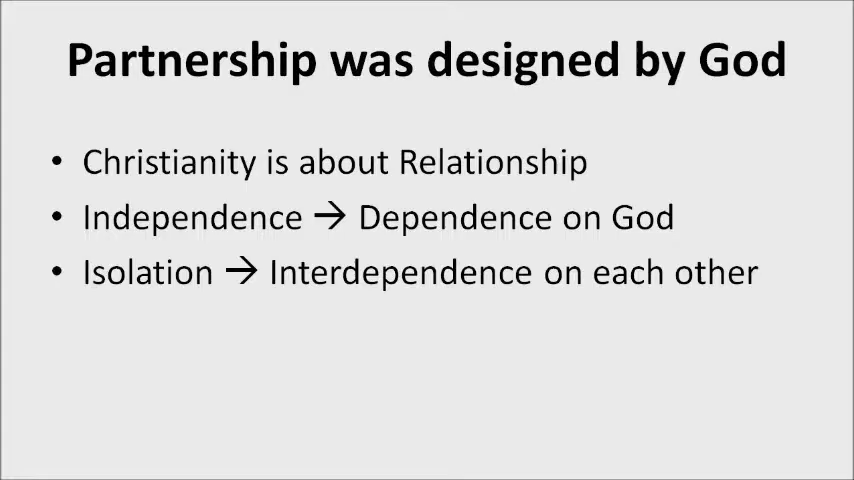 Partnership was designed by God
• Christianity is about Relationship
• Independence → Dependence on God
• Isolation → Interdependence on each other